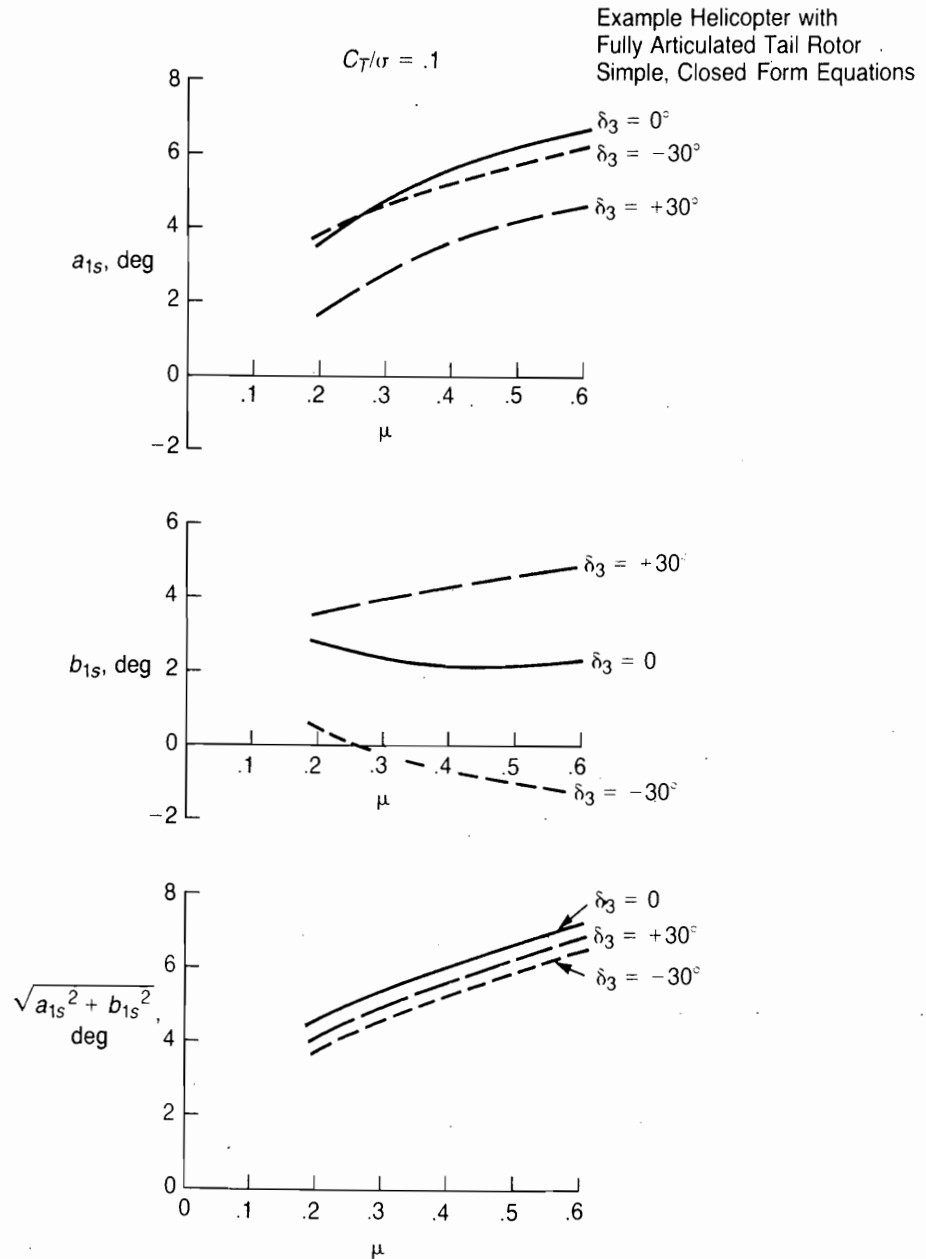 Example Helicopter with
Fully Articulated Tail Rotor
Simple, Closed Form Equations
C_T/σ = .1
8
6
4
2
0
−2
a_1s, deg
δ3 = 0°
δ3 = −30°
δ3 = +30°
.1 .2 .3 .4 .5 .6
μ
6
4
2
0
−2
b_1s, deg
δ3 = +30°
δ3 = 0
δ3 = −30°
.1 .2 .3 .4 .5 .6
μ
8
6
4
2
0
√a_1s² + b_1s²,
deg
δ3 = 0
δ3 = +30°
δ3 = −30°
0 .1 .2 .3 .4 .5 .6
μ